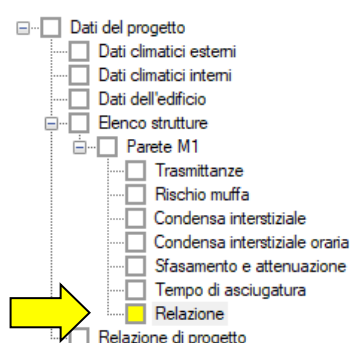 Dati del progetto
Dati climatici esterni
Dati climatici interni
Dati dell'edificio
Elenco strutture
Parete M1
Trasmittanze
Rischio muffa
Condensa interstiziale
Condensa interstiziale oraria
Sfasamento e attenuazione
Tempo di asciugatura
Relazione
Relazione di progetto